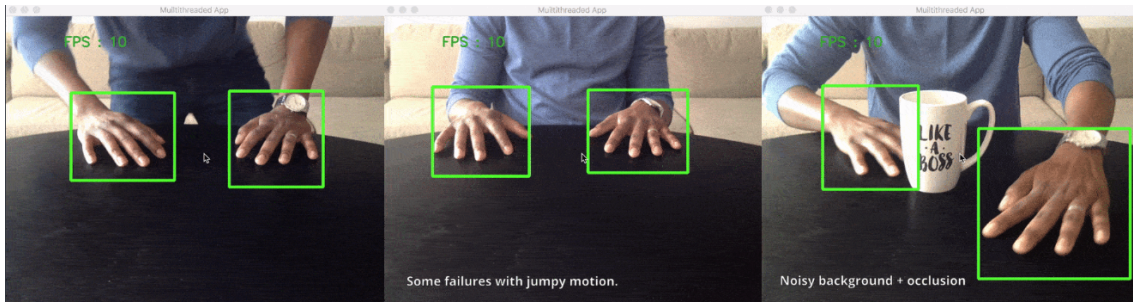 Multithreaded App
FPS : 10
Multithreaded App
FPS : 10
Some failures with jumpy motion.
Multithreaded App
FPS : 10
LIKE
·A·
BOSS
Noisy background + occlusion